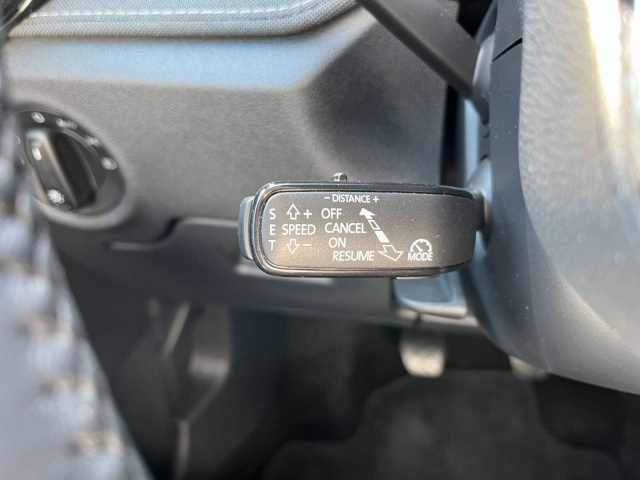 - DISTANCE +
S + OFF
E SPEED CANCEL
T - ON
RESUME MODE